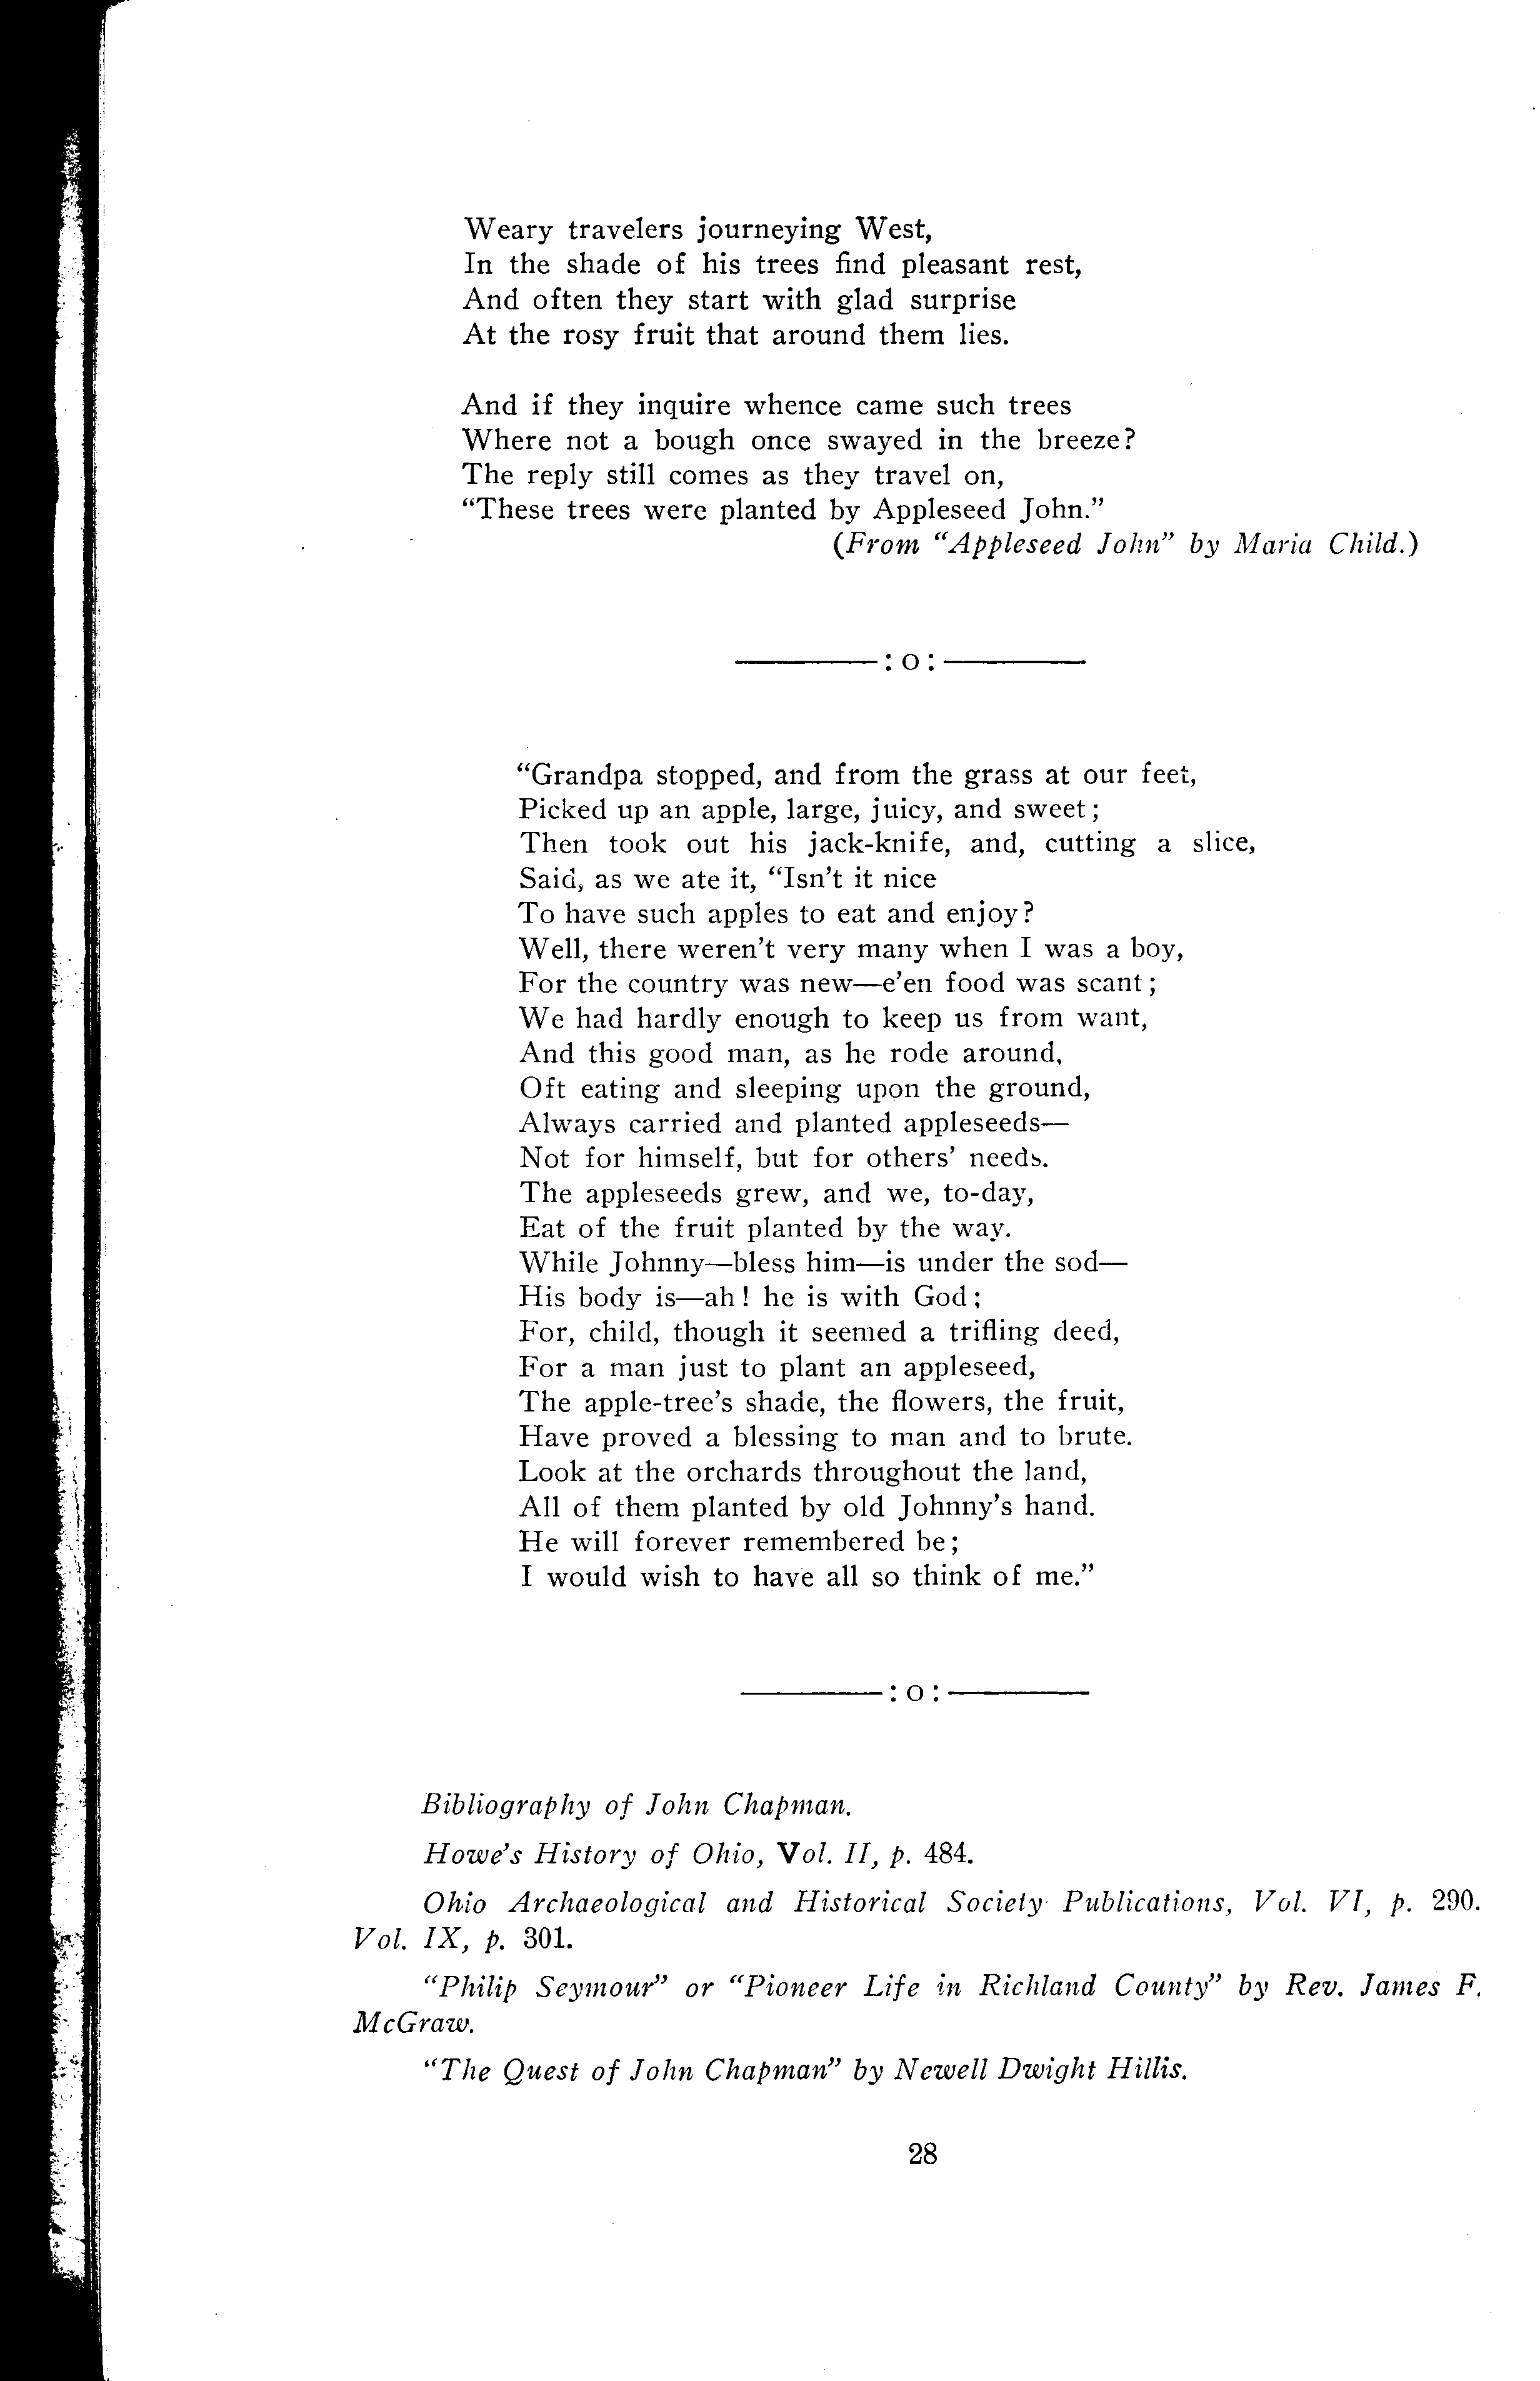 Weary travelers journeying West,
In the shade of his trees find pleasant rest,
And often they start with glad surprise
At the rosy fruit that around them lies.
And if they inquire whence came such trees
Where not a bough once swayed in the breeze?
The reply still comes as they travel on,
“These trees were planted by Appleseed John.”
(From “Appleseed John” by Maria Child.)
———:o:———
“Grandpa stopped, and from the grass at our feet,
Picked up an apple, large, juicy, and sweet;
Then took out his jack-knife, and, cutting a slice,
Said, as we ate it, “Isn't it nice
To have such apples to eat and enjoy?
Well, there weren't very many when I was a boy,
For the country was new—e'en food was scant;
We had hardly enough to keep us from want,
And this good man, as he rode around,
Oft eating and sleeping upon the ground,
Always carried and planted appleseeds—
Not for himself, but for others' needs.
The appleseeds grew, and we, to-day,
Eat of the fruit planted by the way.
While Johnny—bless him—is under the sod—
His body is—ah! he is with God;
For, child, though it seemed a trifling deed,
For a man just to plant an appleseed,
The apple-tree's shade, the flowers, the fruit,
Have proved a blessing to man and to brute.
Look at the orchards throughout the land,
All of them planted by old Johnny's hand.
He will forever remembered be;
I would wish to have all so think of me.”
———:o:———
Bibliography of John Chapman.
Howe's History of Ohio, Vol. II, p. 484.
Ohio Archaeological and Historical Society Publications, Vol. VI, p. 290.
Vol. IX, p. 301.
“Philip Seymour” or “Pioneer Life in Richland County” by Rev. James F.
McGraw.
“The Quest of John Chapman” by Newell Dwight Hillis.
28